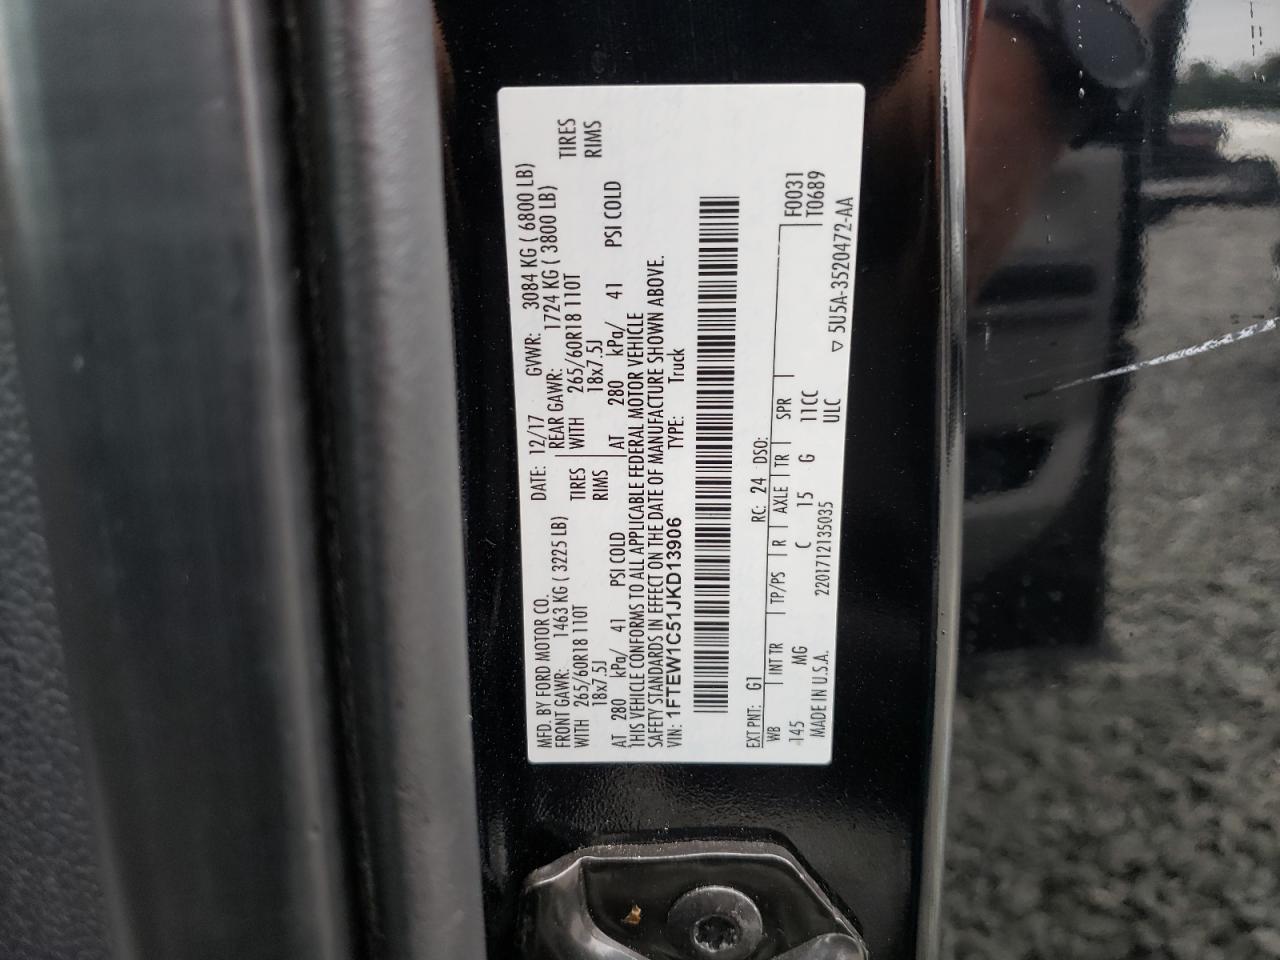 MFD. BY FORD MOTOR CO.
DATE: 12/17 GVWR: 3084 KG ( 6800 LB)
FRONT GAWR: 1463 KG ( 3225 LB) REAR GAWR: 1724 KG ( 3800 LB)
WITH 265/60R18 110T TIRES WITH 265/60R18 110T TIRES
18x7.5J RIMS 18x7.5J RIMS
AT 280 kPa/ 41 PSI COLD AT 280 kPa/ 41 PSI COLD
THIS VEHICLE CONFORMS TO ALL APPLICABLE FEDERAL MOTOR VEHICLE
SAFETY STANDARDS IN EFFECT ON THE DATE OF MANUFACTURE SHOWN ABOVE.
VIN: 1FTEW1C51JKD13906 TYPE: Truck
EXT PNT: G1 RC: 24 DSO:
WB INT TR TP/PS R AXLE TR SPR F0031
145 MG C 15 G 11CC T0689
MADE IN U.S.A. 2201712135035 ULC
▽ 5U5A-3520472-AA